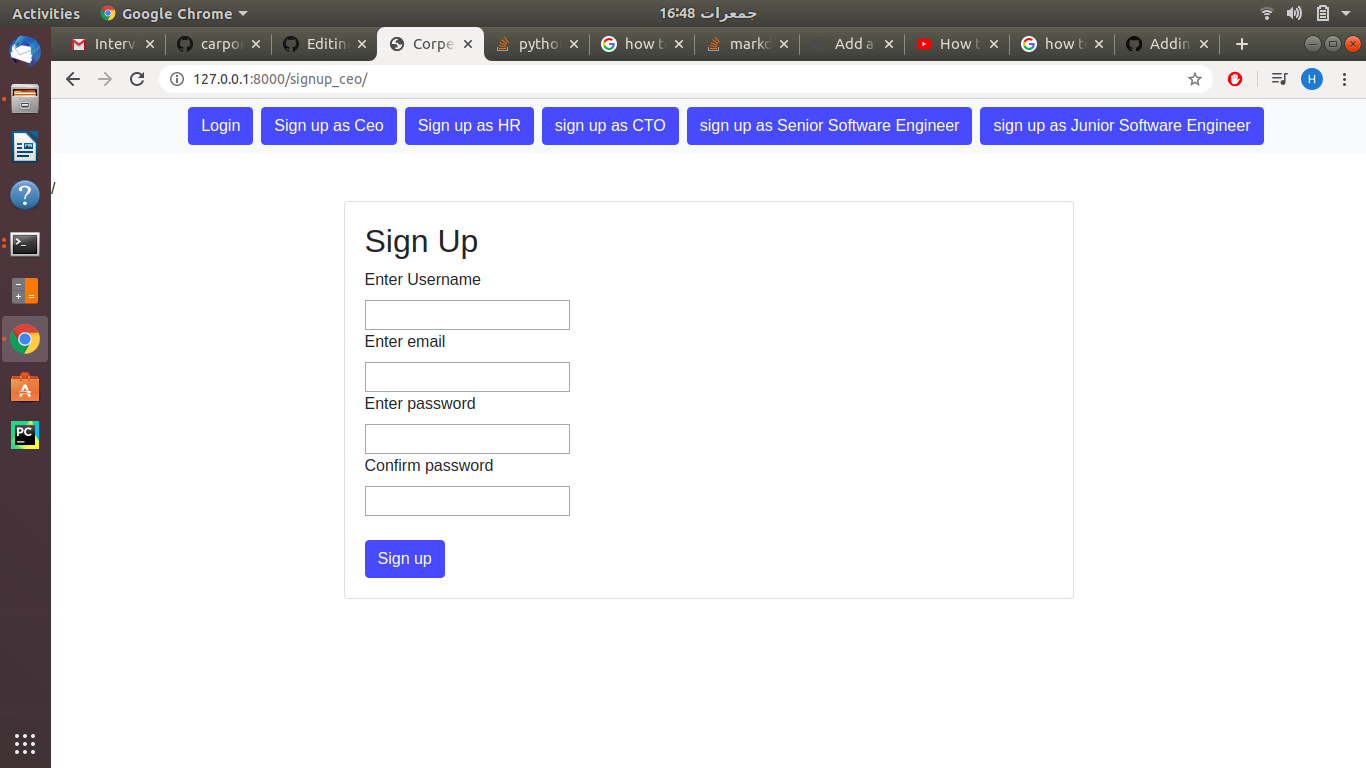 Activities Google Chrome جمعرات 16:48
Interv carpo Editin Corpe pytho how t markd Add a How t how t Addin
127.0.0.1:8000/signup_ceo/ H
Login Sign up as Ceo Sign up as HR sign up as CTO sign up as Senior Software Engineer sign up as Junior Software Engineer
/
Sign Up
Enter Username
Enter email
Enter password
Confirm password
Sign up
PC